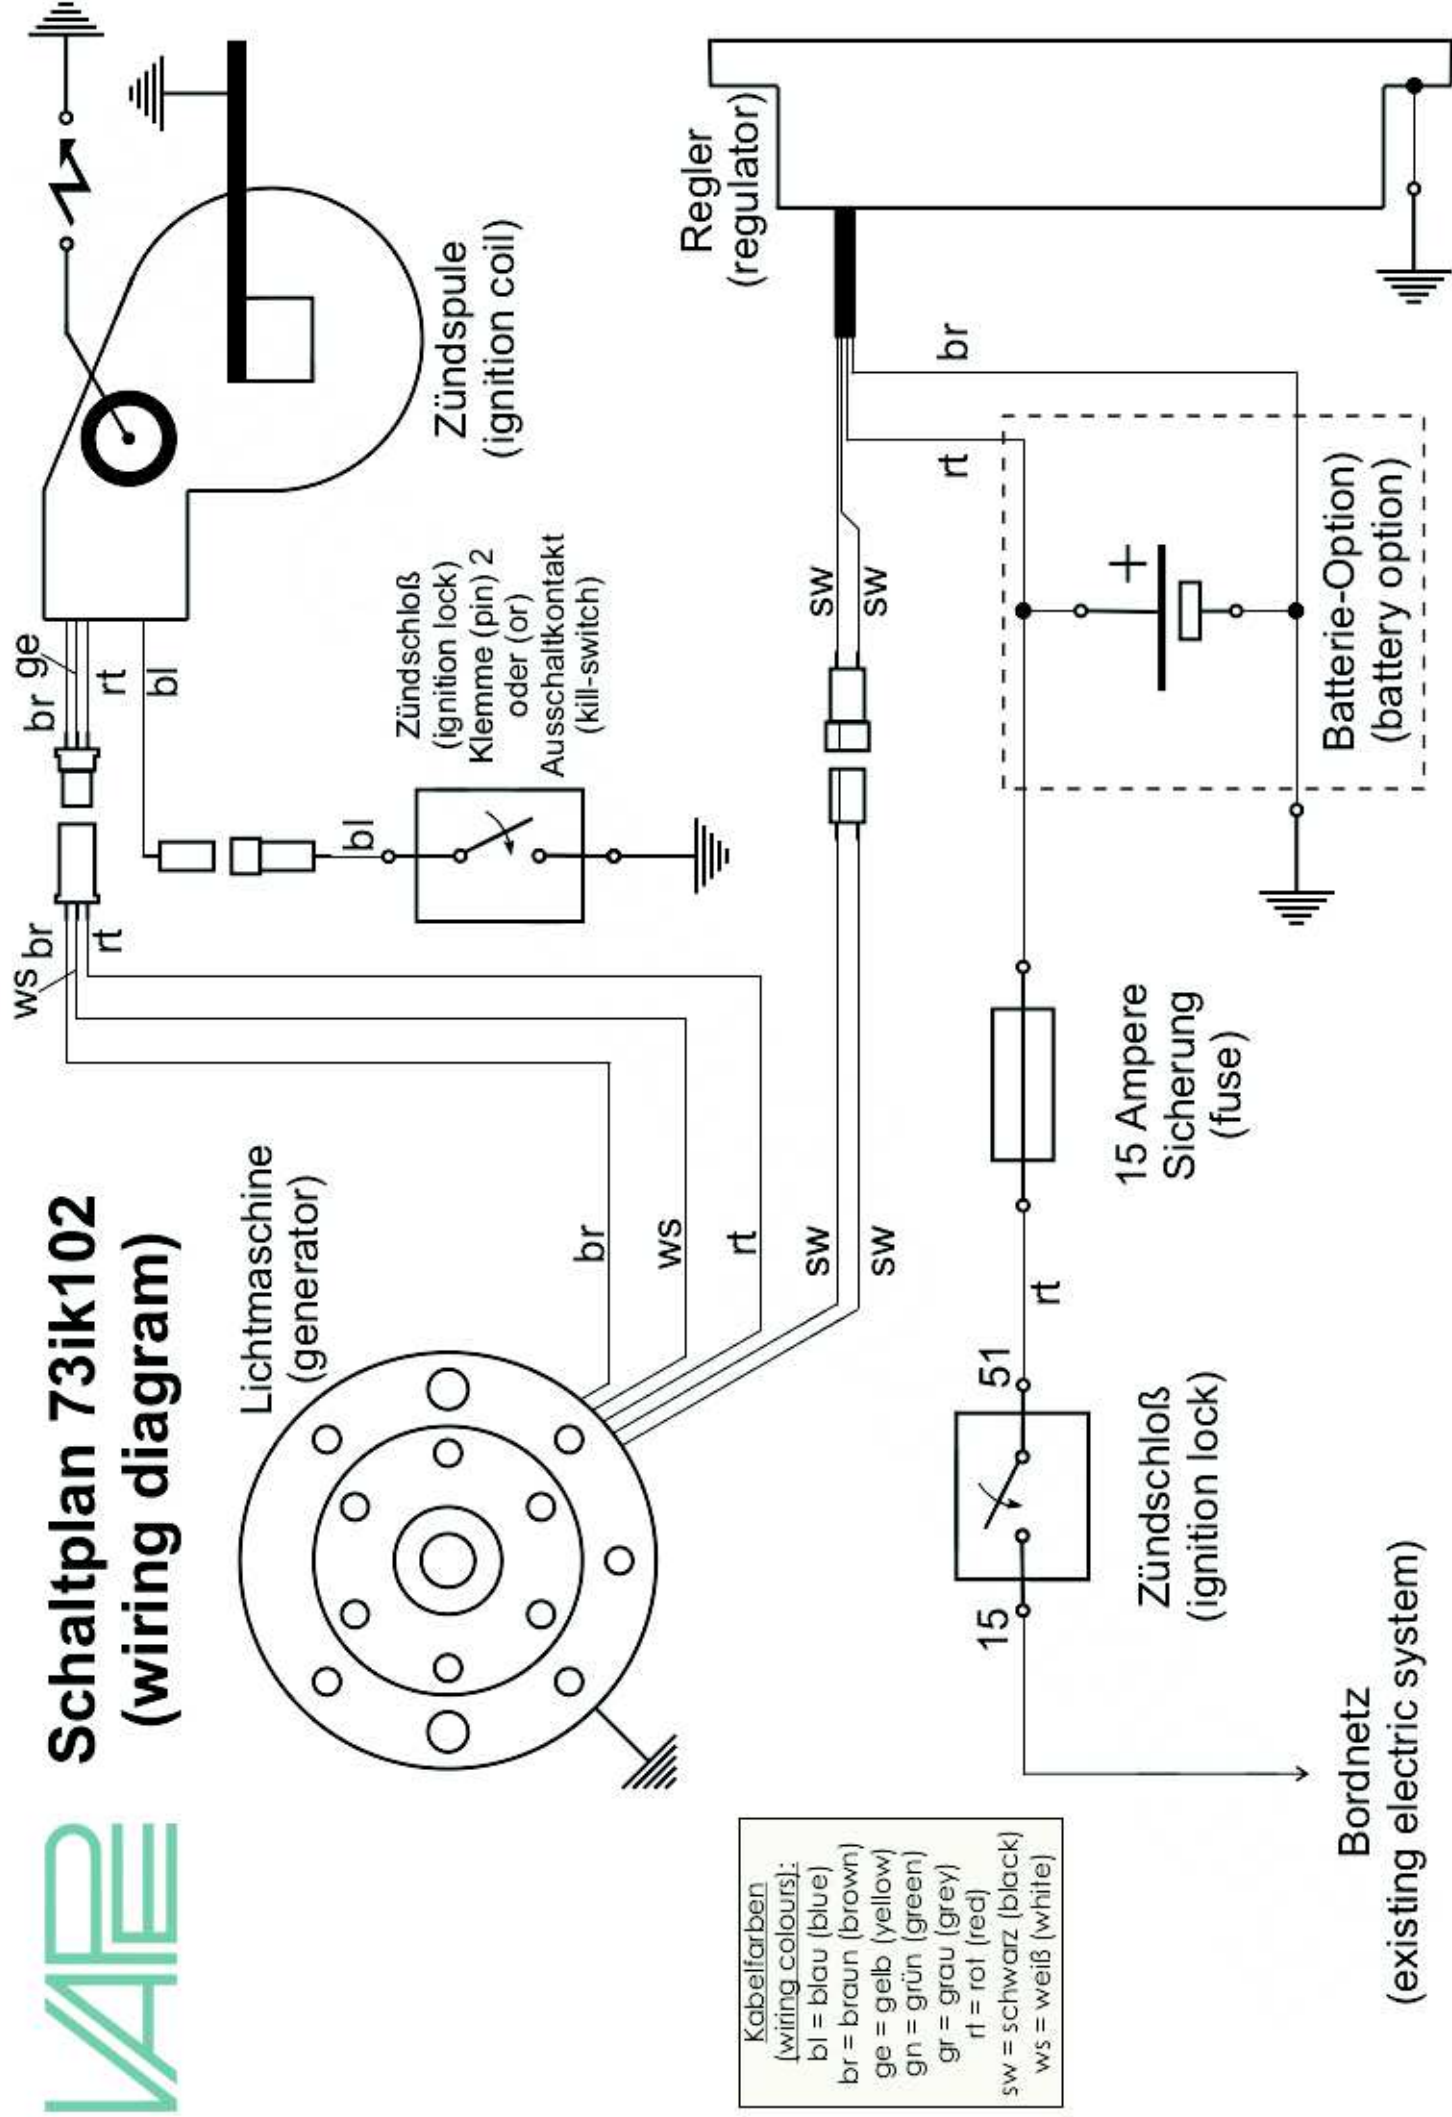 VAPE
Schaltplan 73ik102
(wiring diagram)
Lichtmaschine
(generator)
ws
br
rt
br
ge
rt
bl
bl
Zündspule
(ignition coil)
Zündschloß
(ignition lock)
Klemme (pin) 2
oder (or)
Ausschaltkontakt
(kill-switch)
br
ws
rt
sw
sw
sw
sw
Regler
(regulator)
rt
br
15
51
rt
Zündschloß
(ignition lock)
15 Ampere
Sicherung
(fuse)
+
Batterie-Option)
(battery option)
Bordnetz
(existing electric system)
Kabelfarben
(wiring colours):
bl = blau (blue)
br = braun (brown)
ge = gelb (yellow)
gn = grün (green)
gr = grau (grey)
rt = rot (red)
sw = schwarz (black)
ws = weiß (white)